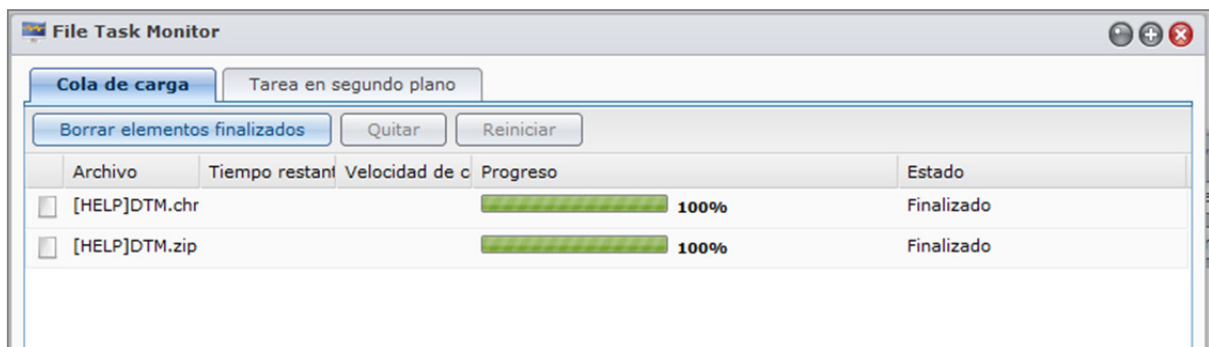 File Task Monitor
Cola de carga Tarea en segundo plano
Borrar elementos finalizados Quitar Reiniciar
Archivo Tiempo restant Velocidad de c Progreso Estado
[HELP]DTM.chr 100% Finalizado
[HELP]DTM.zip 100% Finalizado